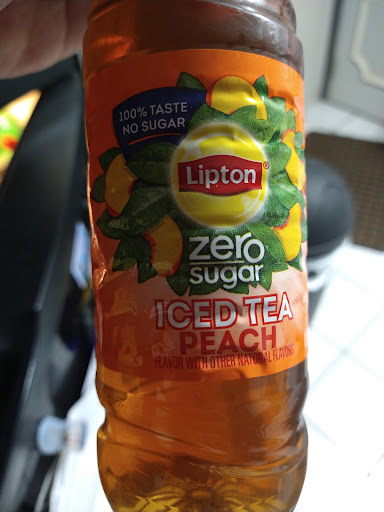 100% TASTE
NO SUGAR
Lipton®
zero
sugar
ICED TEA
PEACH
FLAVOR WITH OTHER NATURAL FLAVORS